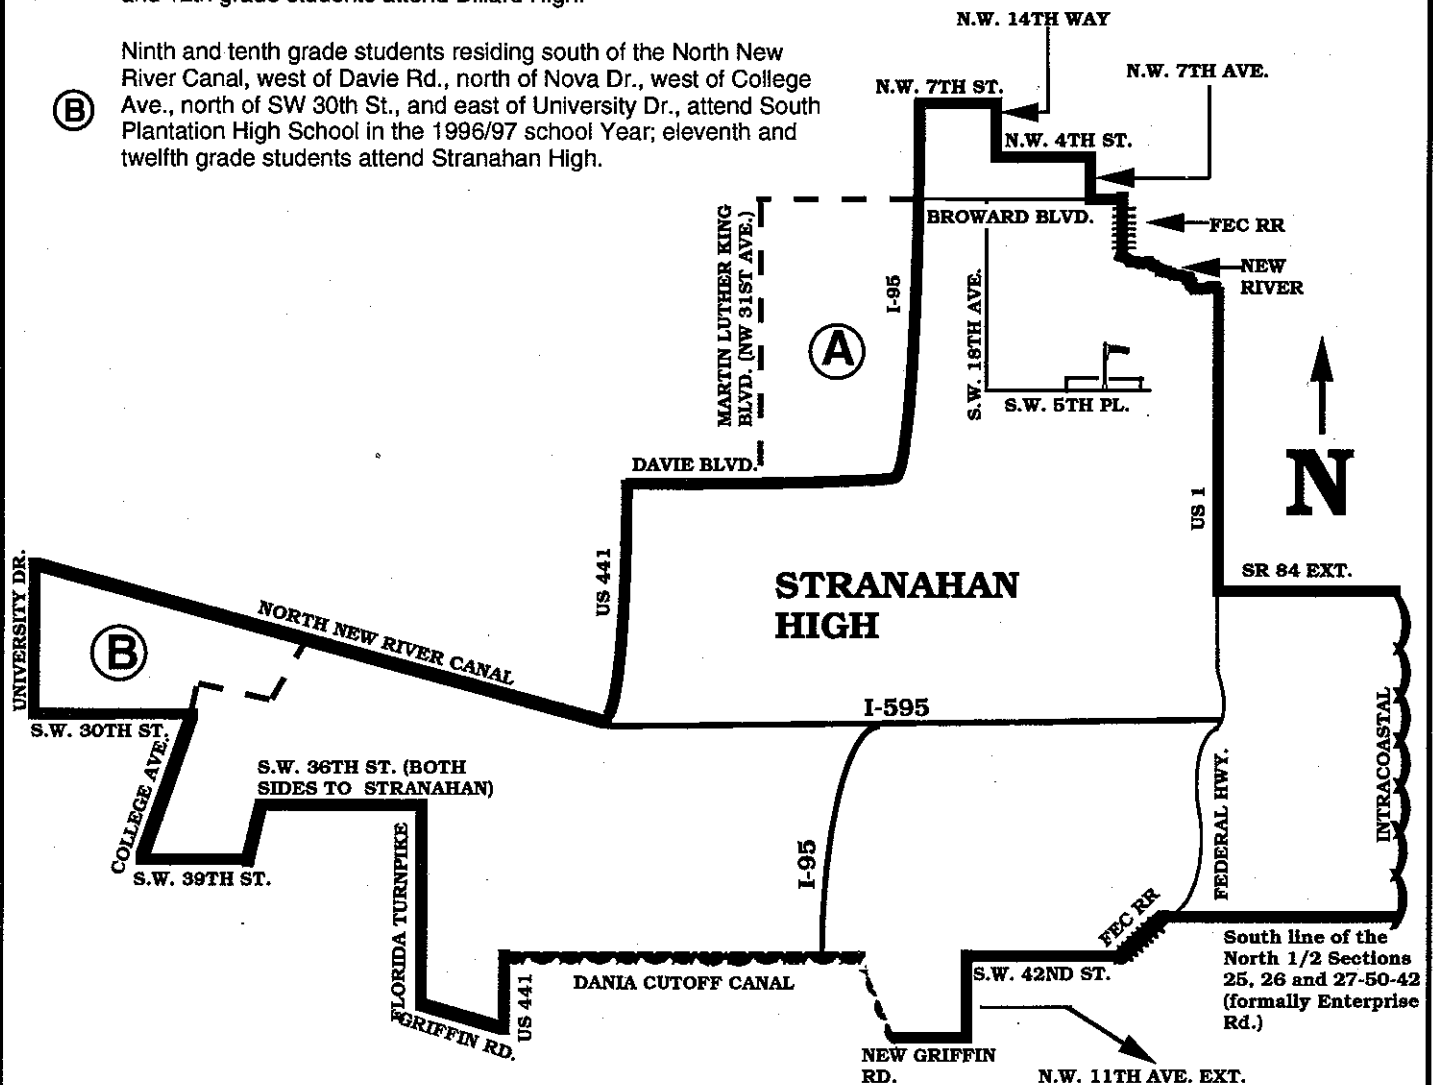 and 12th grade students attend Dillard High.
N.W. 14TH WAY
Ninth and tenth grade students residing south of the North New
River Canal, west of Davie Rd., north of Nova Dr., west of College
Ave., north of SW 30th St., and east of University Dr., attend South
Plantation High School in the 1996/97 school Year; eleventh and
twelfth grade students attend Stranahan High.
B
N.W. 7TH AVE.
N.W. 7TH ST.
N.W. 4TH ST.
BROWARD BLVD.
FEC RR
NEW
RIVER
MARTIN LUTHER KING
BLVD. (NW 31ST AVE.)
I-95
S.W. 18TH AVE.
A
S.W. 5TH PL.
DAVIE BLVD.
N
US 1
US 441
SR 84 EXT.
STRANAHAN
HIGH
UNIVERSITY DR.
NORTH NEW RIVER CANAL
B
I-595
S.W. 30TH ST.
COLLEGE AVE.
S.W. 36TH ST. (BOTH
SIDES TO STRANAHAN)
S.W. 39TH ST.
FLORIDA TURNPIKE
I-95
FEDERAL HWY.
INTRACOASTAL
FEC RR
South line of the
North 1/2 Sections
25, 26 and 27-50-42
(formally Enterprise
Rd.)
S.W. 42ND ST.
DANIA CUTOFF CANAL
US 441
GRIFFIN RD.
NEW GRIFFIN
RD.
N.W. 11TH AVE. EXT.